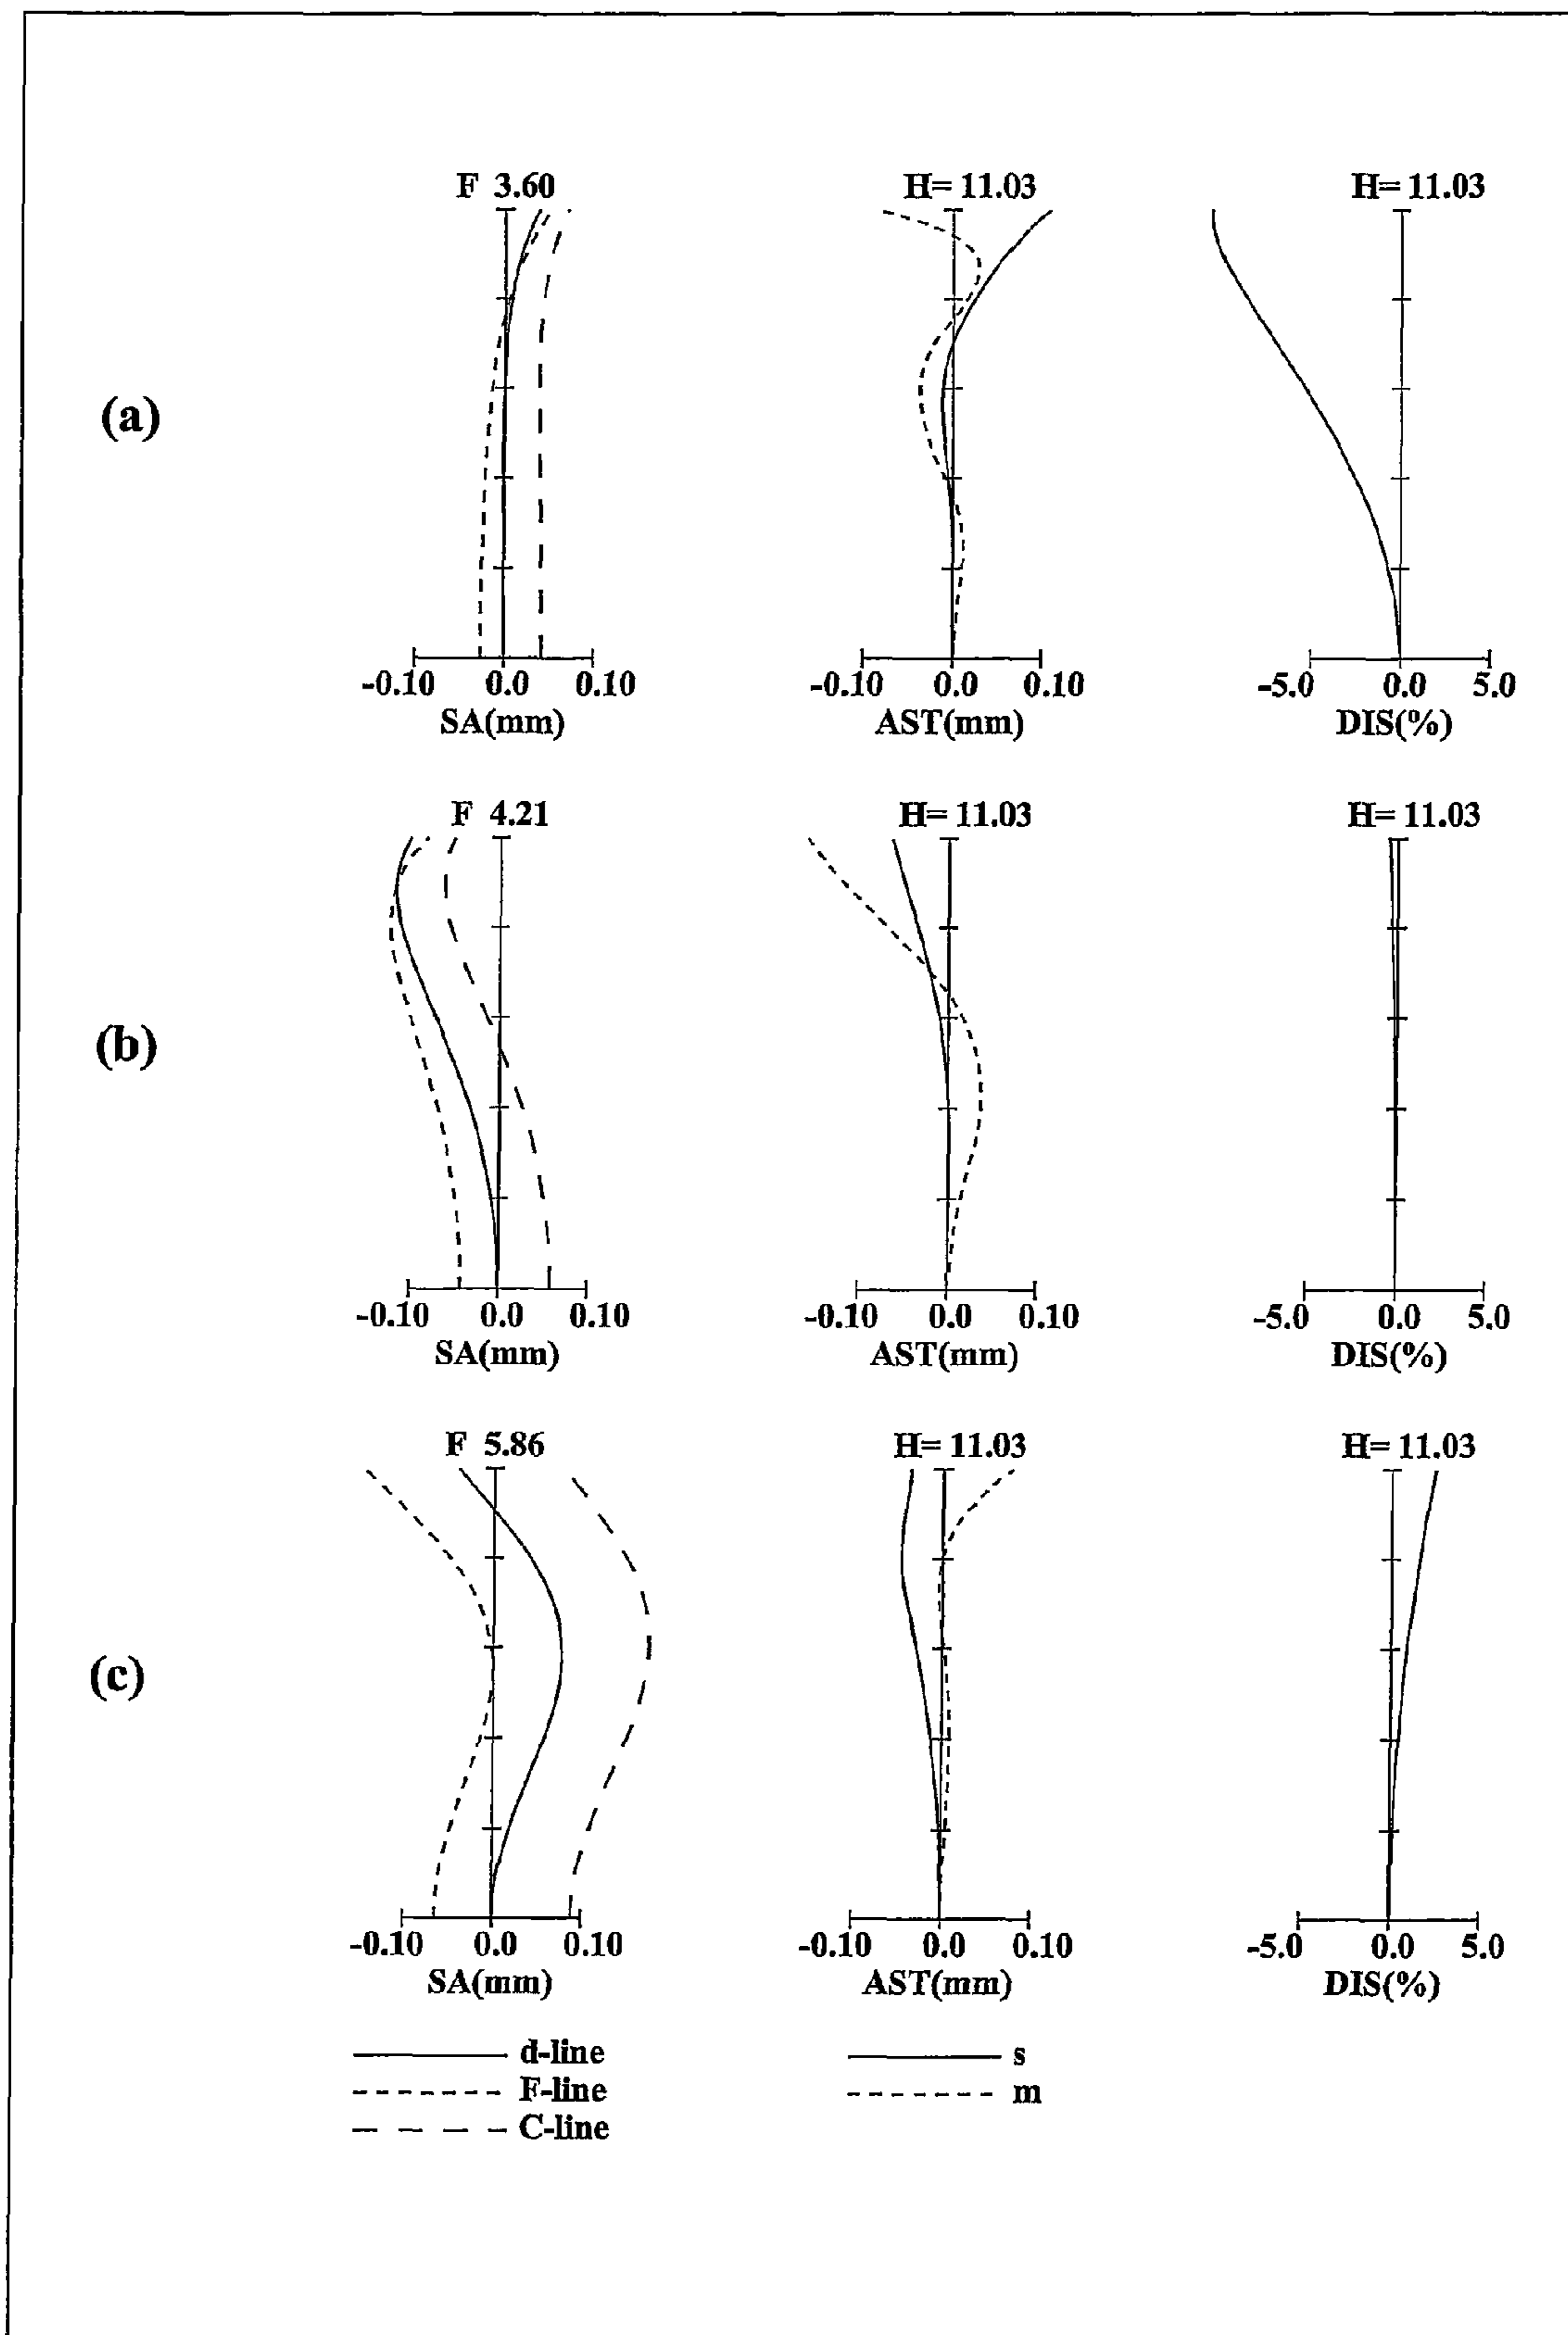 F 3.60 H= 11.03 H= 11.03
(a)
-0.10 0.0 0.10 -0.10 0.0 0.10 -5.0 0.0 5.0
SA(mm) AST(mm) DIS(%)
F 4.21 H= 11.03 H= 11.03
(b)
-0.10 0.0 0.10 -0.10 0.0 0.10 -5.0 0.0 5.0
SA(mm) AST(mm) DIS(%)
F 5.86 H= 11.03 H= 11.03
(c)
-0.10 0.0 0.10 -0.10 0.0 0.10 -5.0 0.0 5.0
SA(mm) AST(mm) DIS(%)
d-line s
F-line m
C-line